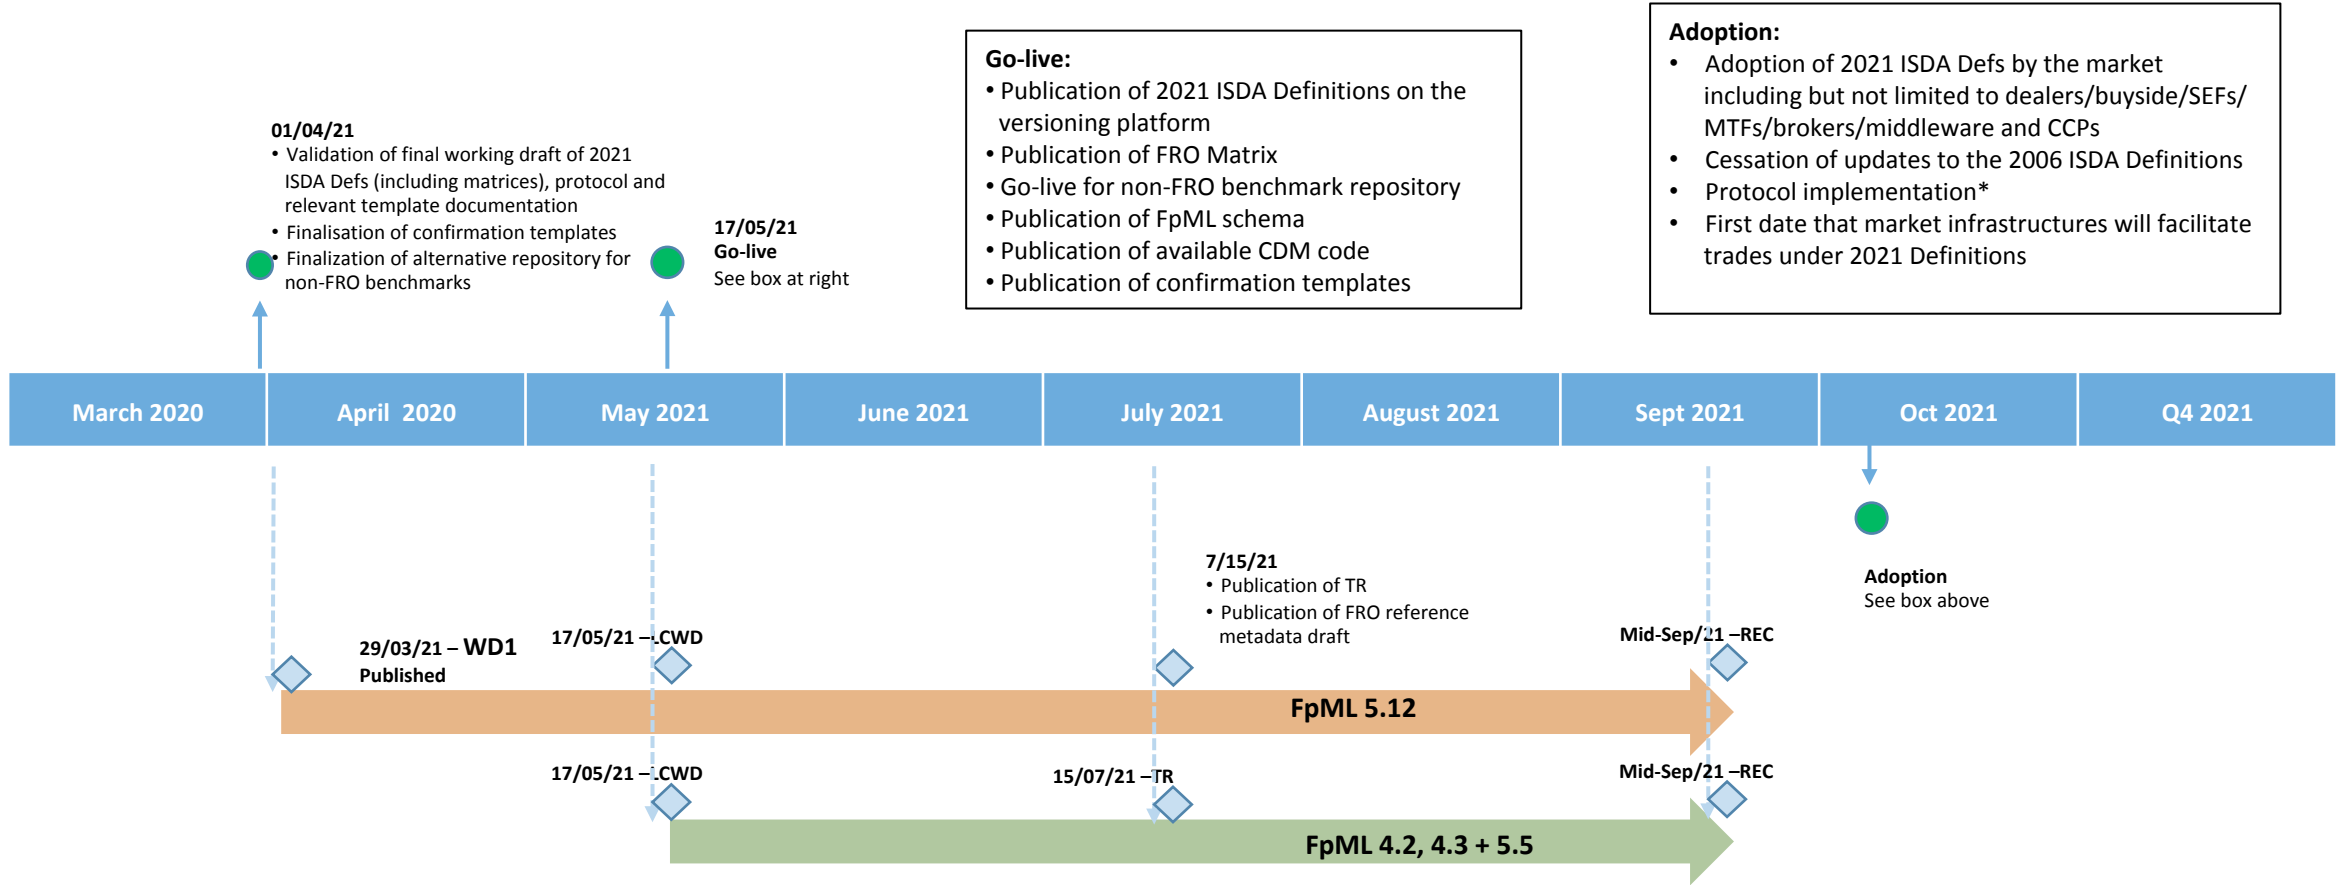 Go-live:
• Publication of 2021 ISDA Definitions on the
versioning platform
• Publication of FRO Matrix
• Go-live for non-FRO benchmark repository
• Publication of FpML schema
• Publication of available CDM code
• Publication of confirmation templates
Adoption:
• Adoption of 2021 ISDA Defs by the market
including but not limited to dealers/buyside/SEFs/
MTFs/brokers/middleware and CCPs
• Cessation of updates to the 2006 ISDA Definitions
• Protocol implementation*
• First date that market infrastructures will facilitate
trades under 2021 Definitions
01/04/21
• Validation of final working draft of 2021
ISDA Defs (including matrices), protocol and
relevant template documentation
• Finalisation of confirmation templates
• Finalization of alternative repository for
non-FRO benchmarks
17/05/21
Go-live
See box at right
March 2020
April 2020
May 2021
June 2021
July 2021
August 2021
Sept 2021
Oct 2021
Q4 2021
7/15/21
• Publication of TR
• Publication of FRO reference
metadata draft
Adoption
See box above
29/03/21 – WD1
Published
17/05/21 –LCWD
Mid-Sep/21 –REC
FpML 5.12
17/05/21 –LCWD
15/07/21 –TR
Mid-Sep/21 –REC
FpML 4.2, 4.3 + 5.5